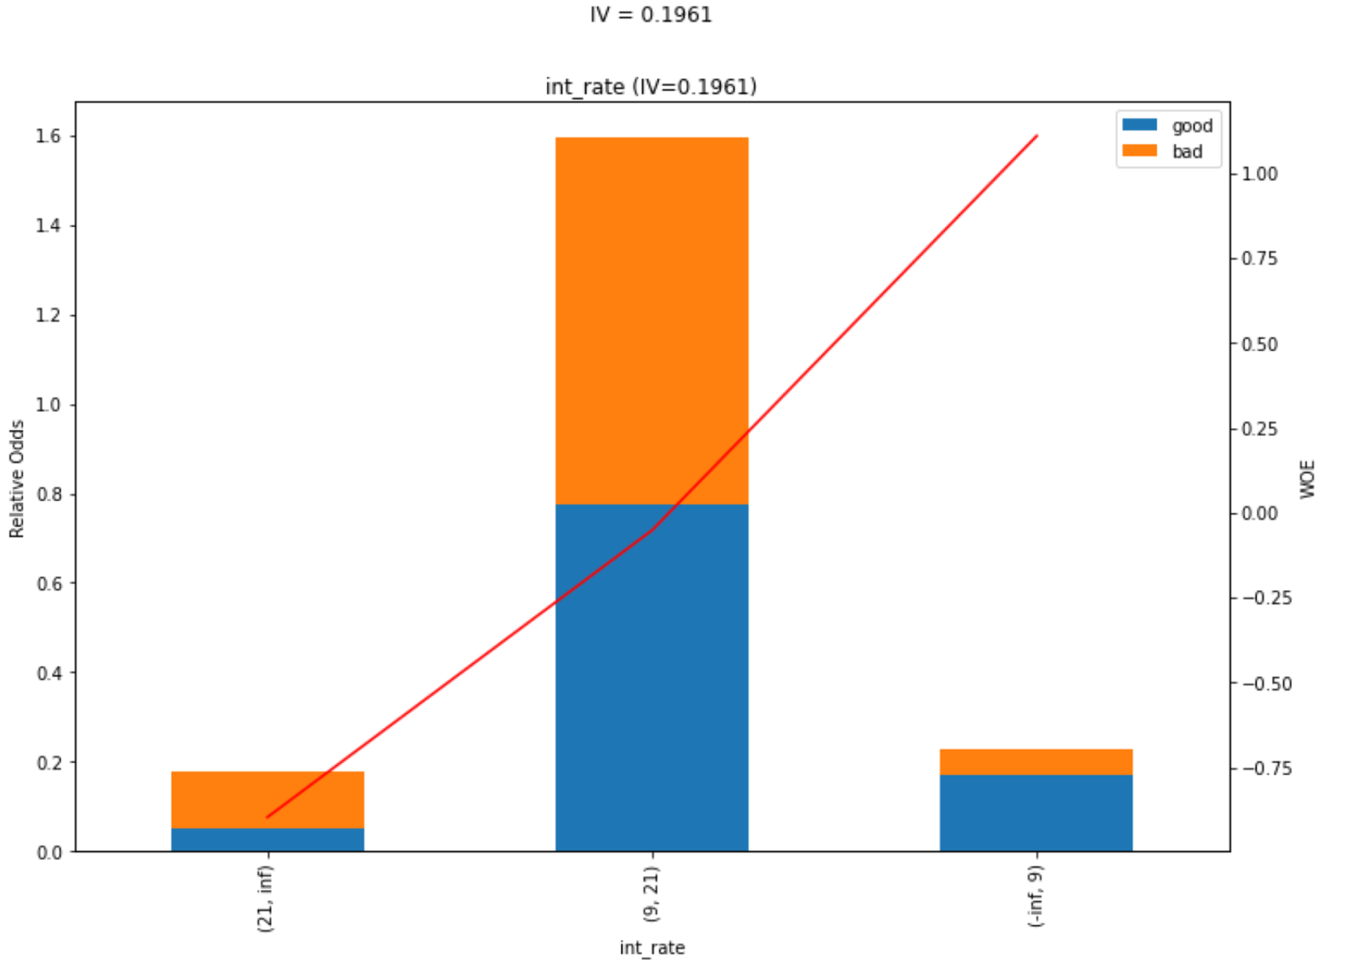 IV = 0.1961
int_rate (IV=0.1961)
good
bad
1.6
1.4
1.2
1.0
0.8
0.6
0.4
0.2
0.0
Relative Odds
1.00
0.75
0.50
0.25
0.00
−0.25
−0.50
−0.75
WOE
(21, inf)
(9, 21)
(-inf, 9)
int_rate